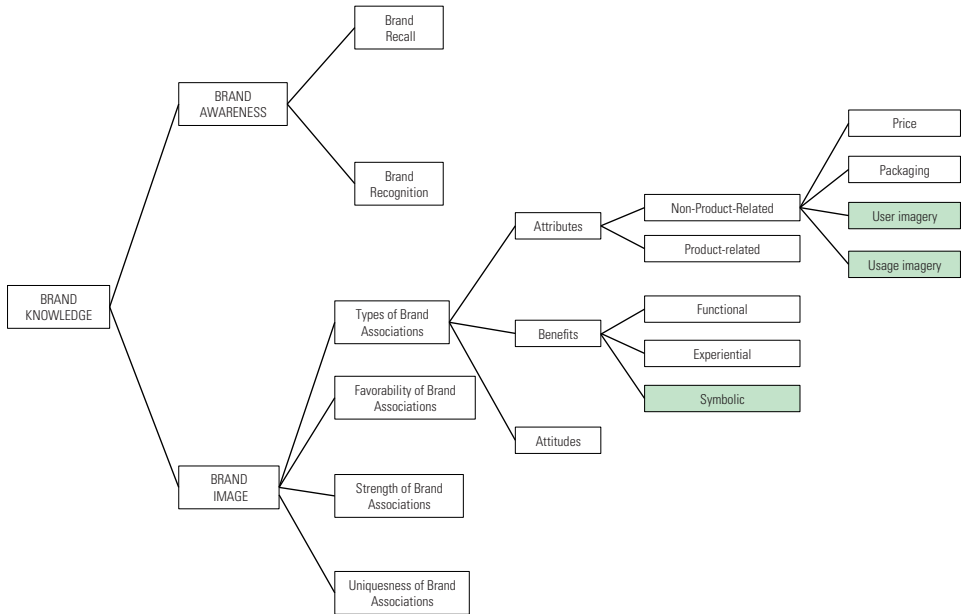 Brand
Recall
BRAND
AWARENESS
Brand
Recognition
Price
Packaging
Non-Product-Related
User imagery
Attributes
Product-related
Usage imagery
BRAND
KNOWLEDGE
Types of Brand
Associations
Functional
Benefits
Experiential
Favorability of Brand
Associations
Symbolic
Attitudes
BRAND
IMAGE
Strength of Brand
Associations
Uniquesness of Brand
Associations